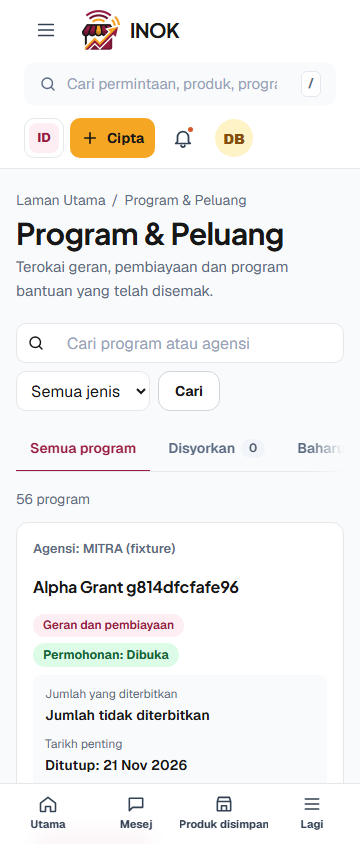 INOK
Cari permintaan, produk, progra
/
ID
Cipta
DB
Laman Utama / Program & Peluang
Program & Peluang
Terokai geran, pembiayaan dan program
bantuan yang telah disemak.
Cari program atau agensi
Semua jenis
Cari
Semua program
Disyorkan 0
Baharu
56 program
Agensi: MITRA (fixture)
Alpha Grant g814dfcfafe96
Geran dan pembiayaan
Permohonan: Dibuka
Jumlah yang diterbitkan
Jumlah tidak diterbitkan
Tarikh penting
Ditutup: 21 Nov 2026
Utama
Mesej
Produk disimpan
Lagi